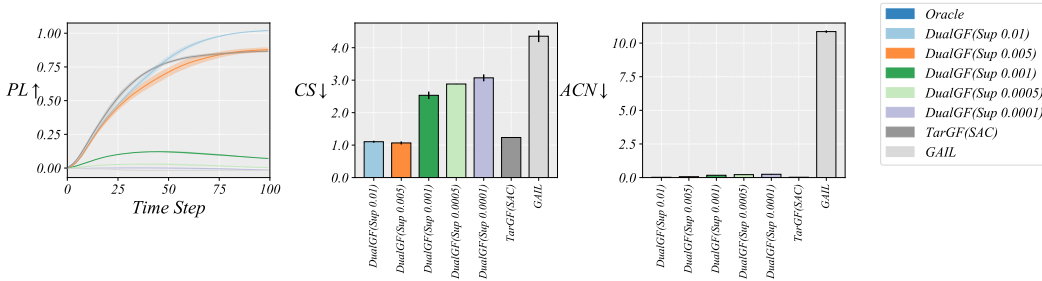 PL↑
1.00
0.75
0.50
0.25
0.00
0
25
50
75
100
Time Step
CS↓
4.0
3.0
2.0
1.0
0.0
DualGF(Sup 0.01)
DualGF(Sup 0.005)
DualGF(Sup 0.001)
DualGF(Sup 0.0005)
DualGF(Sup 0.0001)
TarGF(SAC)
GAIL
ACN↓
10.0
7.5
5.0
2.5
0.0
DualGF(Sup 0.01)
DualGF(Sup 0.005)
DualGF(Sup 0.001)
DualGF(Sup 0.0005)
DualGF(Sup 0.0001)
TarGF(SAC)
GAIL
Oracle
DualGF(Sup 0.01)
DualGF(Sup 0.005)
DualGF(Sup 0.001)
DualGF(Sup 0.0005)
DualGF(Sup 0.0001)
TarGF(SAC)
GAIL